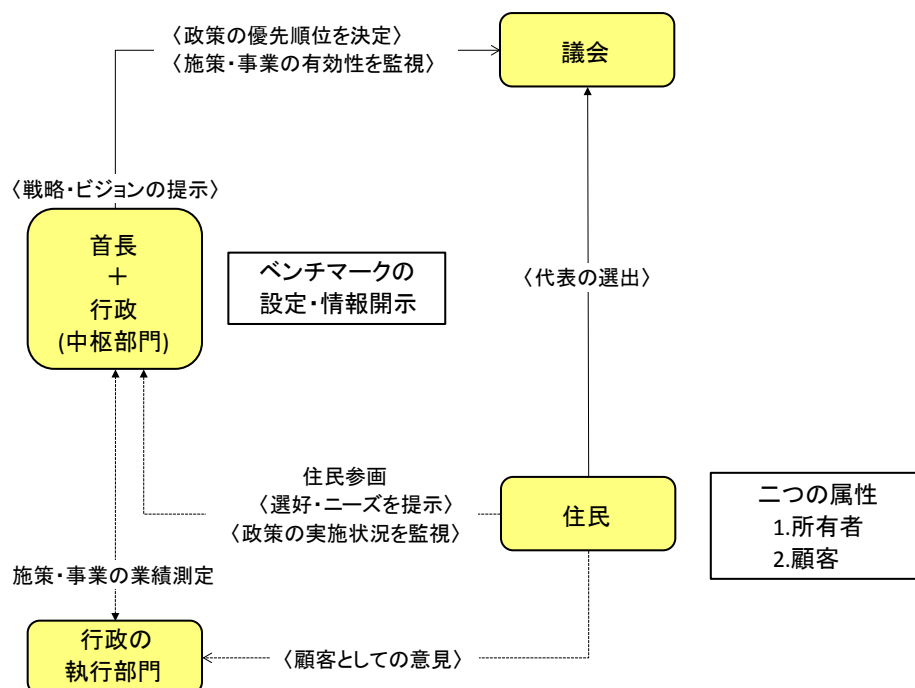 〈政策の優先順位を決定〉
〈施策・事業の有効性を監視〉
議会
〈戦略・ビジョンの提示〉
首長
＋
行政
(中枢部門)
ベンチマークの
設定・情報開示
〈代表の選出〉
住民参画
〈選好・ニーズを提示〉
〈政策の実施状況を監視〉
住民
二つの属性
1.所有者
2.顧客
施策・事業の業績測定
行政の
執行部門
〈顧客としての意見〉